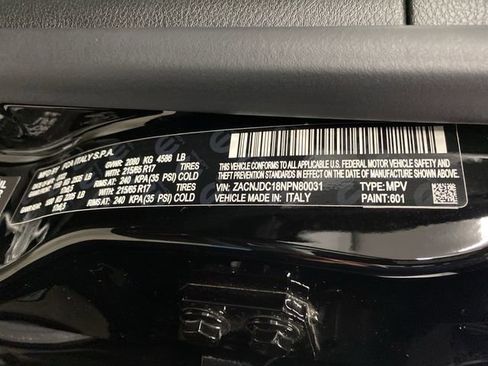 MFD BY: FCA ITALY S.P.A.
GVWR: 2080 KG 4586 LB
TIRES
215/65 R17
RIMS AT: 240 KPA(35 PSI) COLD
TIRES
215/65 R17
RIMS AT: 240 KPA(35 PSI) COLD
THIS VEHICLE CONFORMS TO ALL APPLICABLE U.S. FEDERAL MOTOR VEHICLE SAFETY, BUMPER AND
THEFT PREVENTION STANDARDS IN EFFECT ON THE DATE OF MANUFACTURE SHOWN ABOVE.
VIN: ZACNJDC18NPN80031 TYPE: MPV
VEHICLE MADE IN: ITALY PAINT: 601